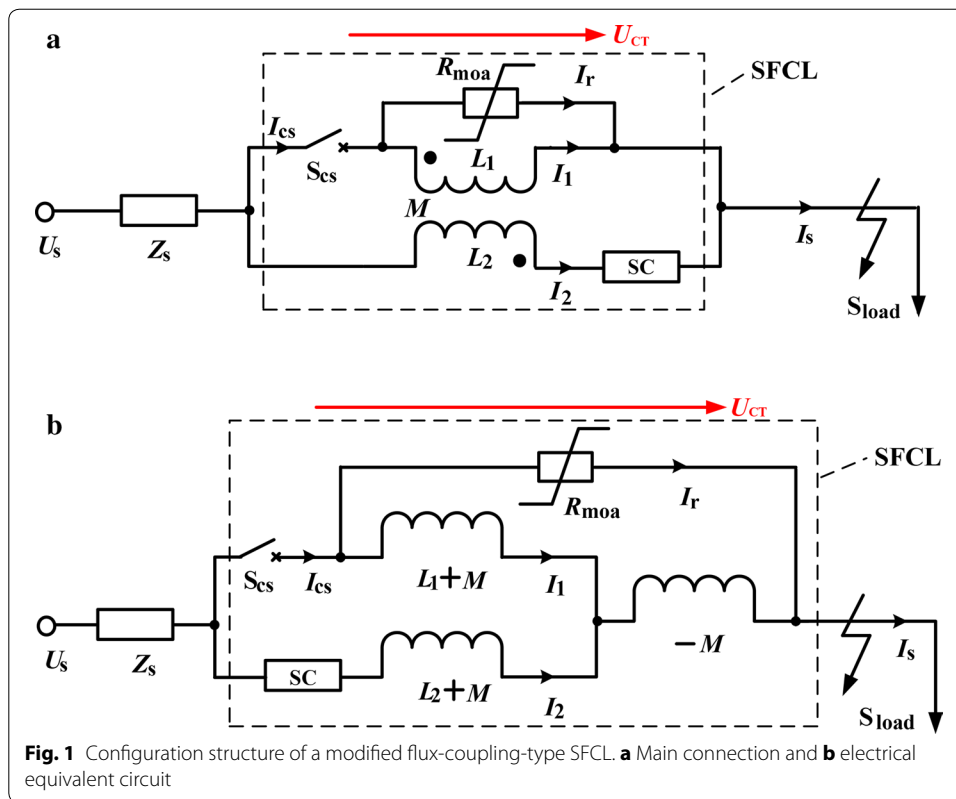 a
U_CT
SFCL
R_moa
I_r
I_cs
S_cs
L_1
I_1
M
U_s
Z_s
L_2
I_2
SC
I_s
S_load
b
U_CT
SFCL
R_moa
I_r
S_cs
I_cs
L_1+M
I_1
U_s
Z_s
SC
L_2+M
I_2
−M
I_s
S_load
Fig. 1 Configuration structure of a modified flux-coupling-type SFCL. a Main connection and b electrical
equivalent circuit